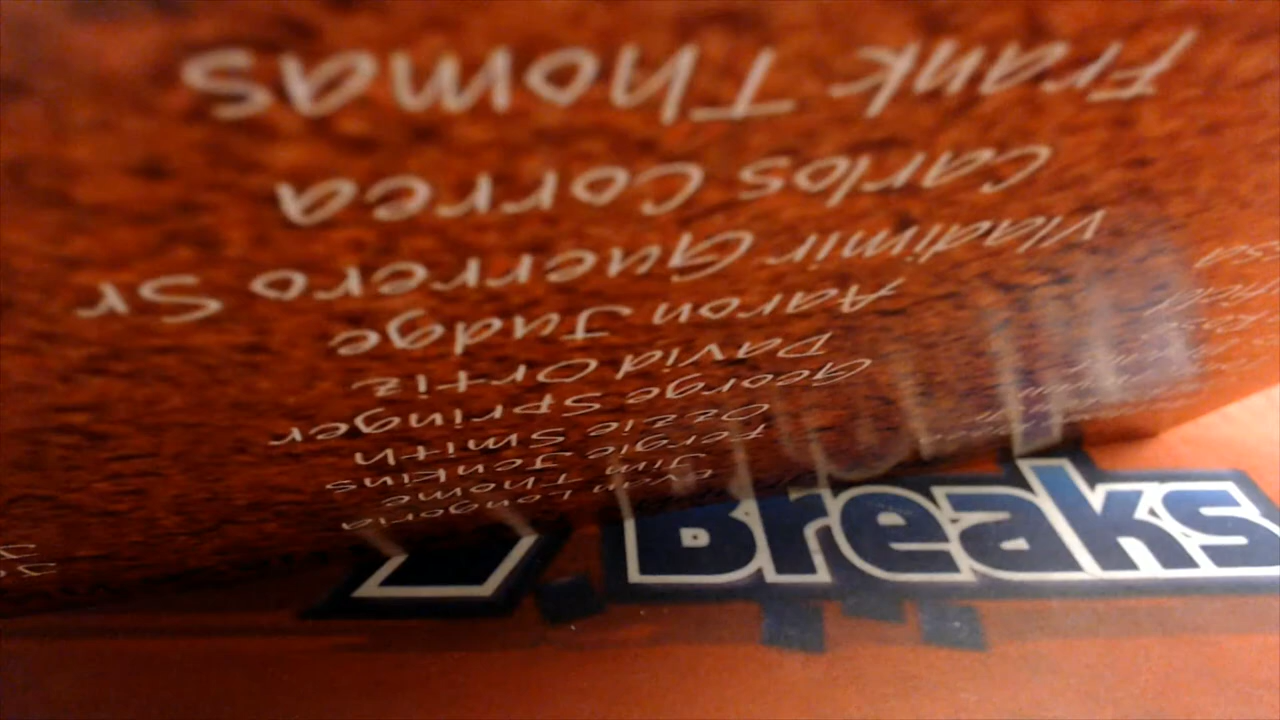 Longoria
Jim Thome
Fergie Jenkins
Ozzie Smith
George Springer
David Ortiz
Aaron Judge
Vladimir Guerrero Sr
Carlos Correa
Frank Thomas
Breaks